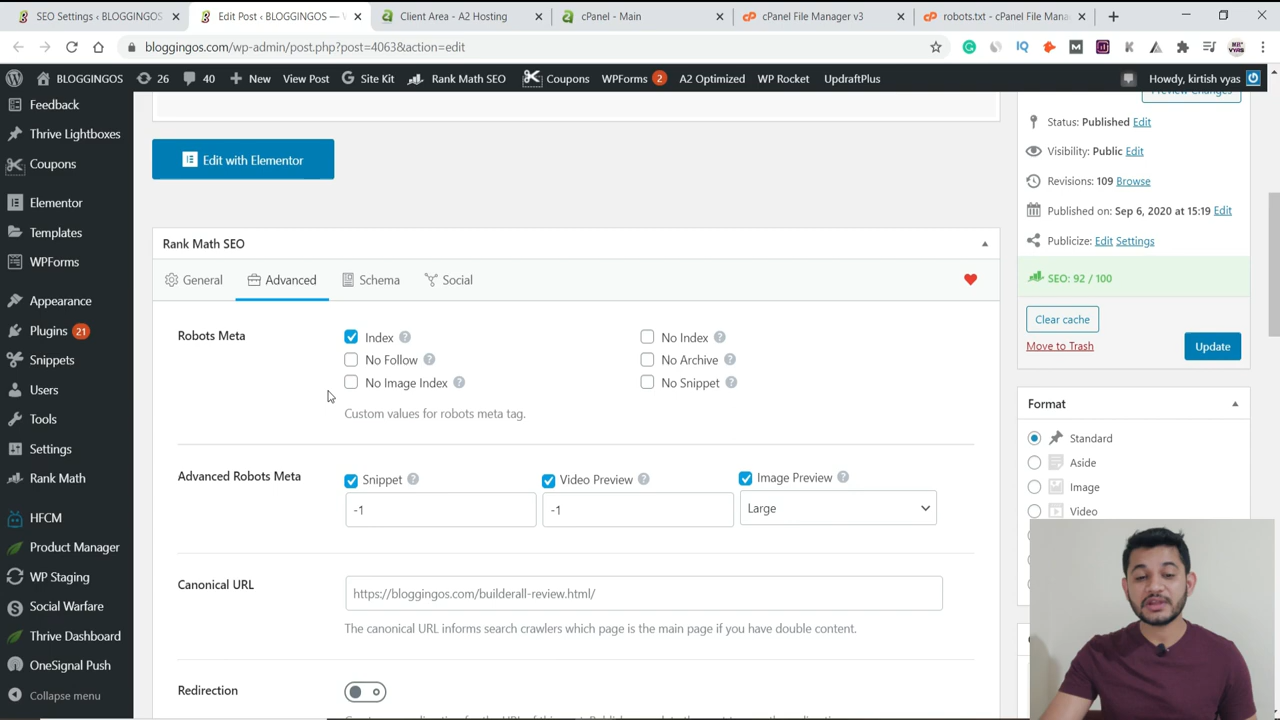 SEO Settings ‹ BLOGGINGOS
Edit Post ‹ BLOGGINGOS —
Client Area - A2 Hosting
cPanel - Main
cPanel File Manager v3
robots.txt - cPanel File Mana
bloggingos.com/wp-admin/post.php?post=4063&action=edit
BLOGGINGOS
26
40
New
View Post
Site Kit
Rank Math SEO
Coupons
WPForms 2
A2 Optimized
WP Rocket
UpdraftPlus
Howdy, kirtish vyas
Feedback
Thrive Lightboxes
Coupons
Elementor
Templates
WPForms
Appearance
Plugins 21
Snippets
Users
Tools
Settings
Rank Math
HFCM
Product Manager
WP Staging
Social Warfare
Thrive Dashboard
OneSignal Push
Collapse menu
Edit with Elementor
Rank Math SEO
General
Advanced
Schema
Social
Robots Meta
Index
No Index
No Follow
No Archive
No Image Index
No Snippet
Custom values for robots meta tag.
Advanced Robots Meta
Snippet
Video Preview
Image Preview
-1
-1
Large
Canonical URL
https://bloggingos.com/builderall-review.html/
The canonical URL informs search crawlers which page is the main page if you have double content.
Redirection
Preview Changes
Status: Published Edit
Visibility: Public Edit
Revisions: 109 Browse
Published on: Sep 6, 2020 at 15:19 Edit
Publicize: Edit Settings
SEO: 92 / 100
Clear cache
Move to Trash
Update
Format
Standard
Aside
Image
Video